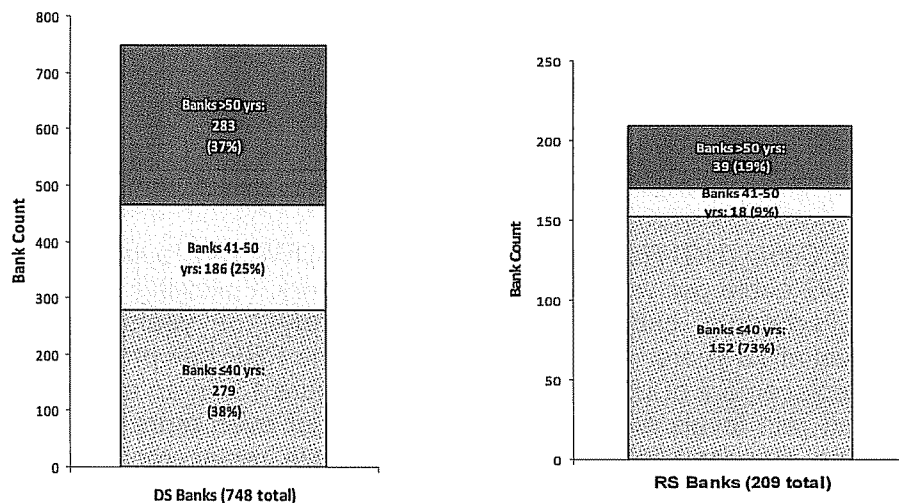 800
700
600
500
400
300
200
100
0
Bank Count
Banks >50 yrs:
283
(37%)
Banks 41-50
yrs: 186 (25%)
Banks ≤40 yrs:
279
(38%)
DS Banks (748 total)
250
200
150
100
50
0
Bank Count
Banks >50 yrs:
39 (19%)
Banks 41-50
yrs: 18 (9%)
Banks ≤40 yrs:
152 (73%)
RS Banks (209 total)